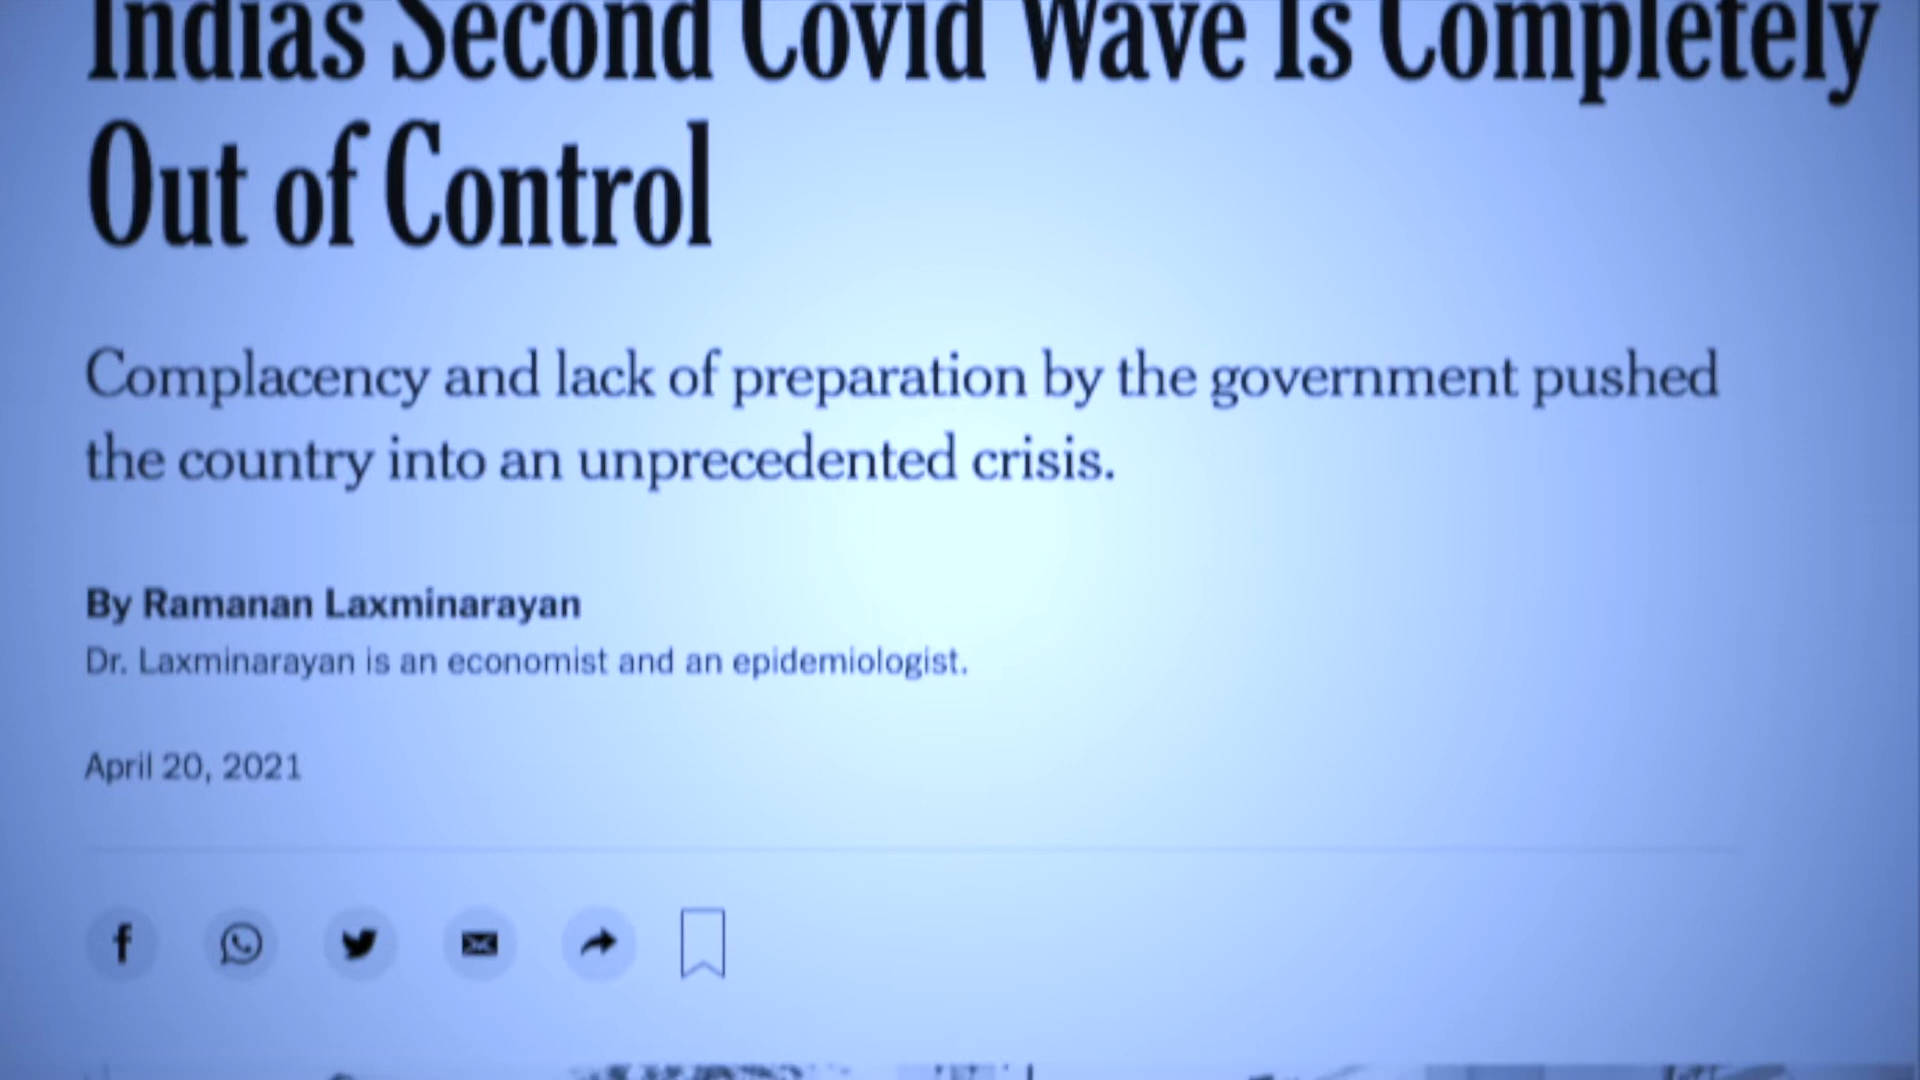 Indias Second Covid Wave Is Completely
Out of Control
Complacency and lack of preparation by the government pushed
the country into an unprecedented crisis.
By Ramanan Laxminarayan
Dr. Laxminarayan is an economist and an epidemiologist.
April 20, 2021